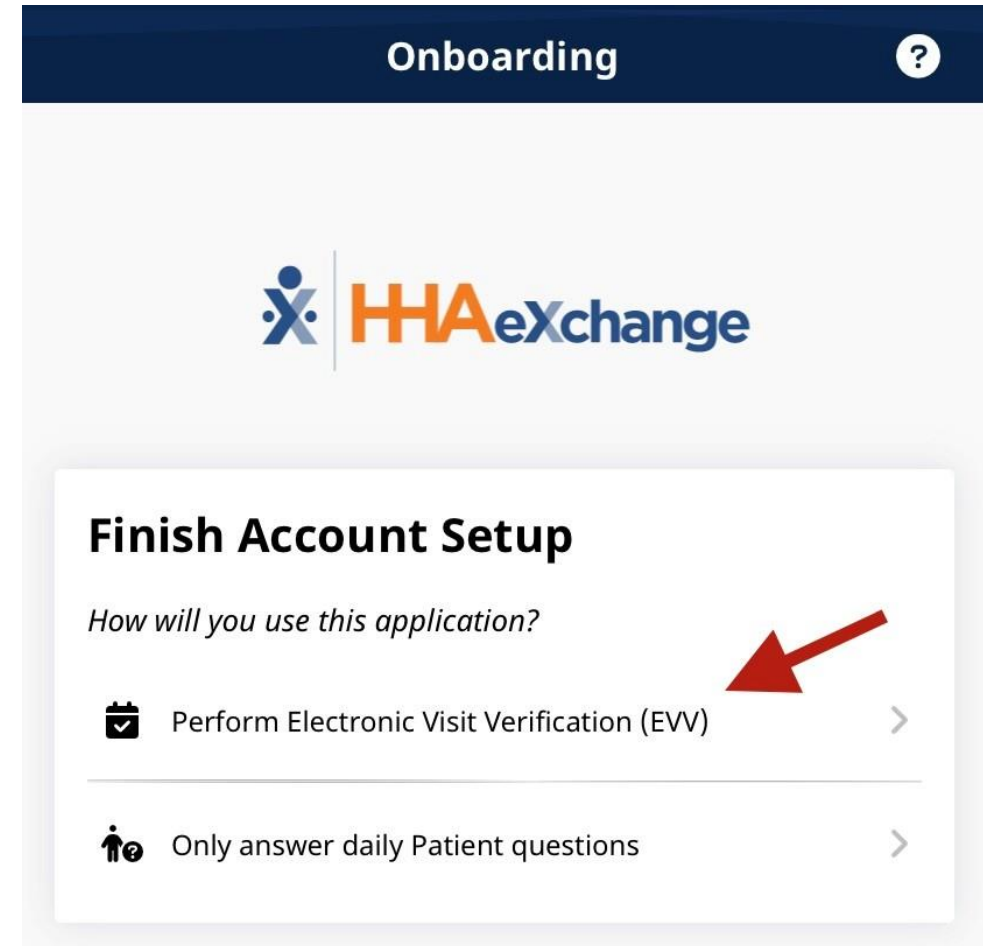 Onboarding ?
HHAeXchange
Finish Account Setup
How will you use this application?
Perform Electronic Visit Verification (EVV)
Only answer daily Patient questions